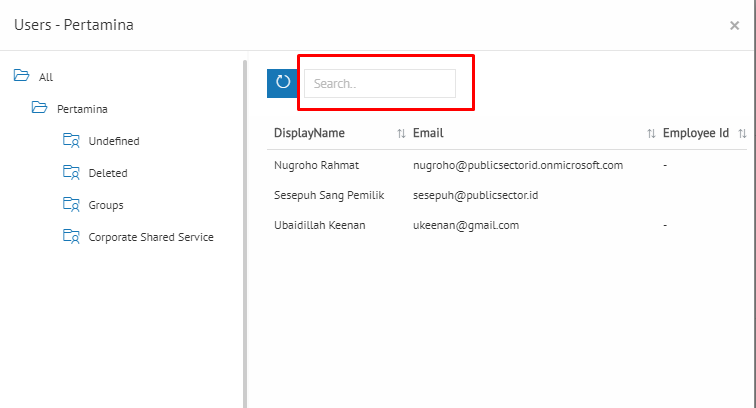 Users - Pertamina
×
All
Pertamina
Undefined
Deleted
Groups
Corporate Shared Service
Search..
DisplayName Email Employee Id
Nugroho Rahmat nugroho@publicsectorid.onmicrosoft.com -
Sesepuh Sang Pemilik sesepuh@publicsector.id
Ubaidillah Keenan ukeenan@gmail.com -